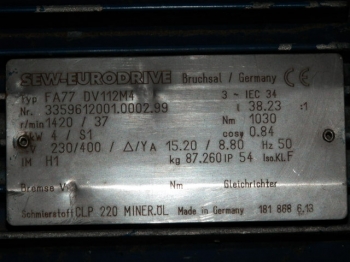 SEW-EURODRIVE Bruchsal / Germany CE
Typ FA77 DV112M4 3 ~ IEC 34
Nr. 3359612001.0002.99 i 38.23 :1
r/min 1420 / 37 Nm 1030
kW 4 / S1 cosφ 0.84
V 230/400 / △/Y A 15.20 / 8.80 Hz 50
IM H1 kg 87.260 IP 54 Iso.Kl. F
Bremse V Nm Gleichrichter
Schmierstoff CLP 220 MINER.ÖL Made in Germany 181 868 6.13